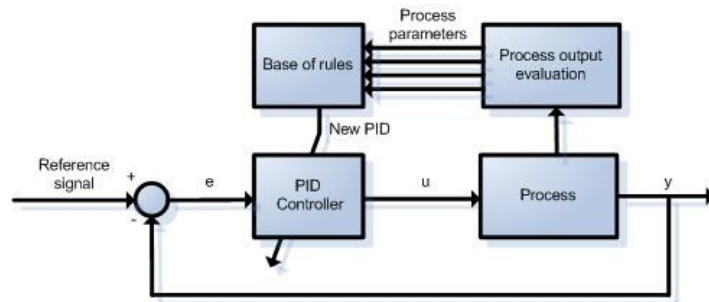 Process
parameters
Base of rules
Process output
evaluation
New PID
Reference
signal
+
-
e
PID
Controller
u
Process
y